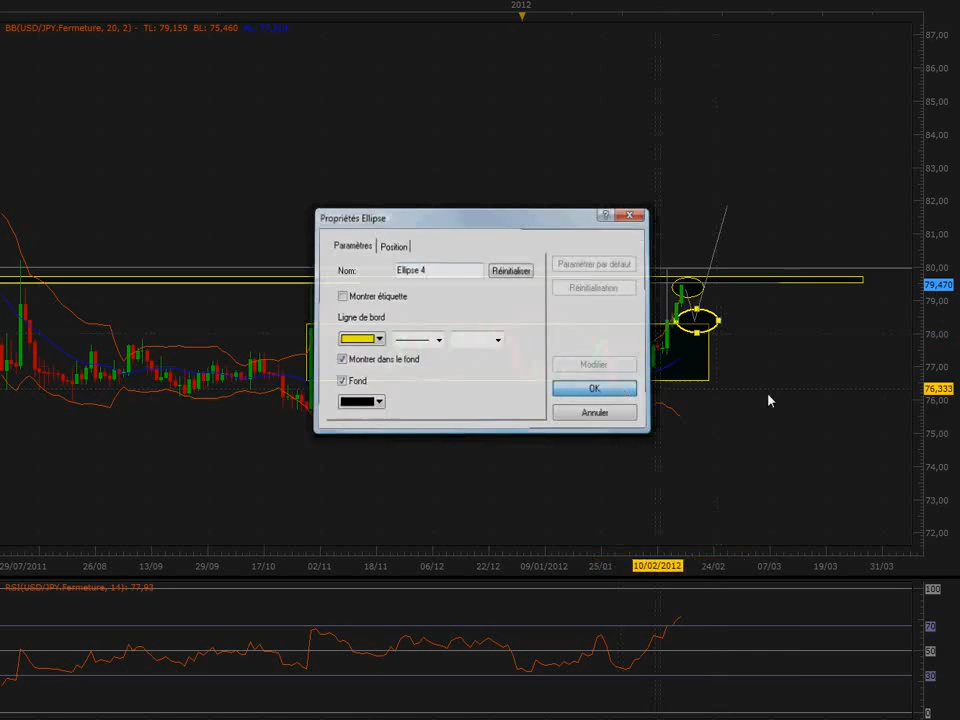 2012
BB(USD/JPY.Fermeture, 20, 2) - TL: 79,159 BL: 75,460
87,00
86,00
85,00
84,00
83,00
82,00
81,00
80,00
79,470
79,00
78,00
77,00
76,333
76,00
75,00
74,00
73,00
72,00
Propriétés Ellipse
?
Paramètres
Position
Nom:
Ellipse 4
Réinitialiser
Montrer étiquette
Ligne de bord
Montrer dans le fond
Fond
Paramétrer par défaut
Réinitialisation
Modifier
OK
Annuler
29/07/2011 26/08 13/09 29/09 17/10 02/11 18/11 06/12 22/12 09/01/2012 25/01 10/02/2012 24/02 07/03 19/03 31/03
RSI(USD/JPY.Fermeture, 14): 77,93
100
70
50
30
0